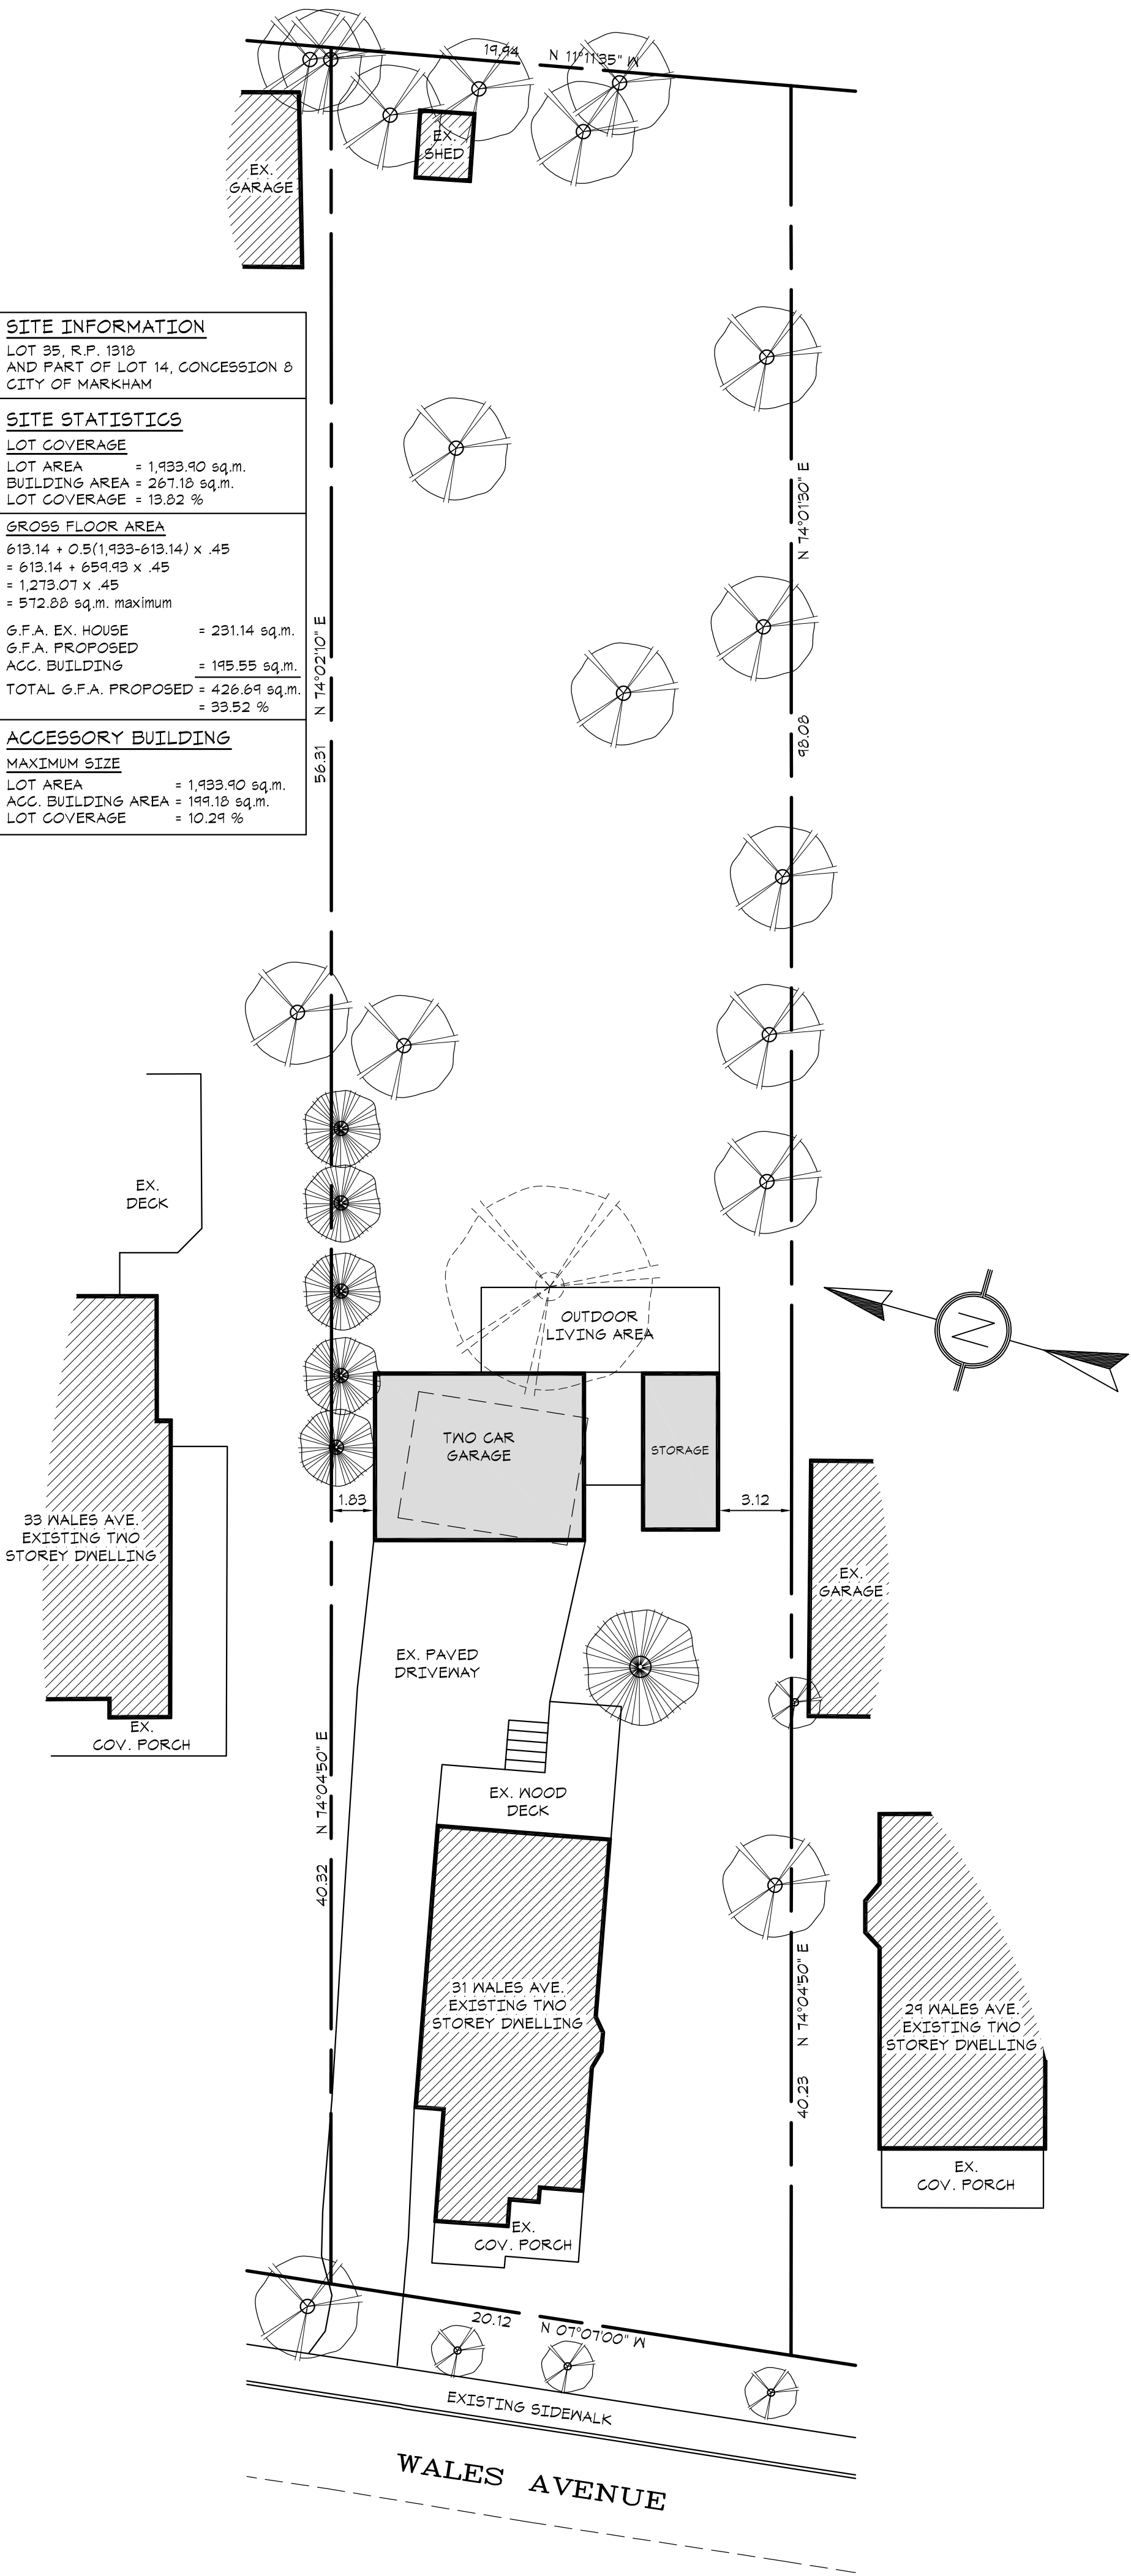 19.94
N 11°11'35" W
EX.
SHED
EX.
GARAGE
SITE INFORMATION
LOT 35, R.P. 1318
AND PART OF LOT 14, CONCESSION 8
CITY OF MARKHAM
SITE STATISTICS
LOT COVERAGE
LOT AREA = 1,933.90 sq.m.
BUILDING AREA = 267.18 sq.m.
LOT COVERAGE = 13.82 %
GROSS FLOOR AREA
613.14 + 0.5(1,933-613.14) x .45
= 613.14 + 659.93 x .45
= 1,273.07 x .45
= 572.88 sq.m. maximum
G.F.A. EX. HOUSE = 231.14 sq.m.
G.F.A. PROPOSED
ACC. BUILDING = 195.55 sq.m.
TOTAL G.F.A. PROPOSED = 426.69 sq.m.
= 33.52 %
ACCESSORY BUILDING
MAXIMUM SIZE
LOT AREA = 1,933.90 sq.m.
ACC. BUILDING AREA = 199.18 sq.m.
LOT COVERAGE = 10.29 %
N 74°01'30" E
98.08
N 74°02'10" E
56.31
EX.
DECK
OUTDOOR
LIVING AREA
N
TWO CAR
GARAGE
STORAGE
1.83
3.12
33 WALES AVE.
EXISTING TWO
STOREY DWELLING
EX.
GARAGE
EX. PAVED
DRIVEWAY
EX.
COV. PORCH
N 74°04'50" E
40.32
EX. WOOD
DECK
31 WALES AVE.
EXISTING TWO
STOREY DWELLING
N 74°04'50" E
40.23
29 WALES AVE.
EXISTING TWO
STOREY DWELLING
EX.
COV. PORCH
EX.
COV. PORCH
20.12
N 07°07'00" W
EXISTING SIDEWALK
WALES AVENUE